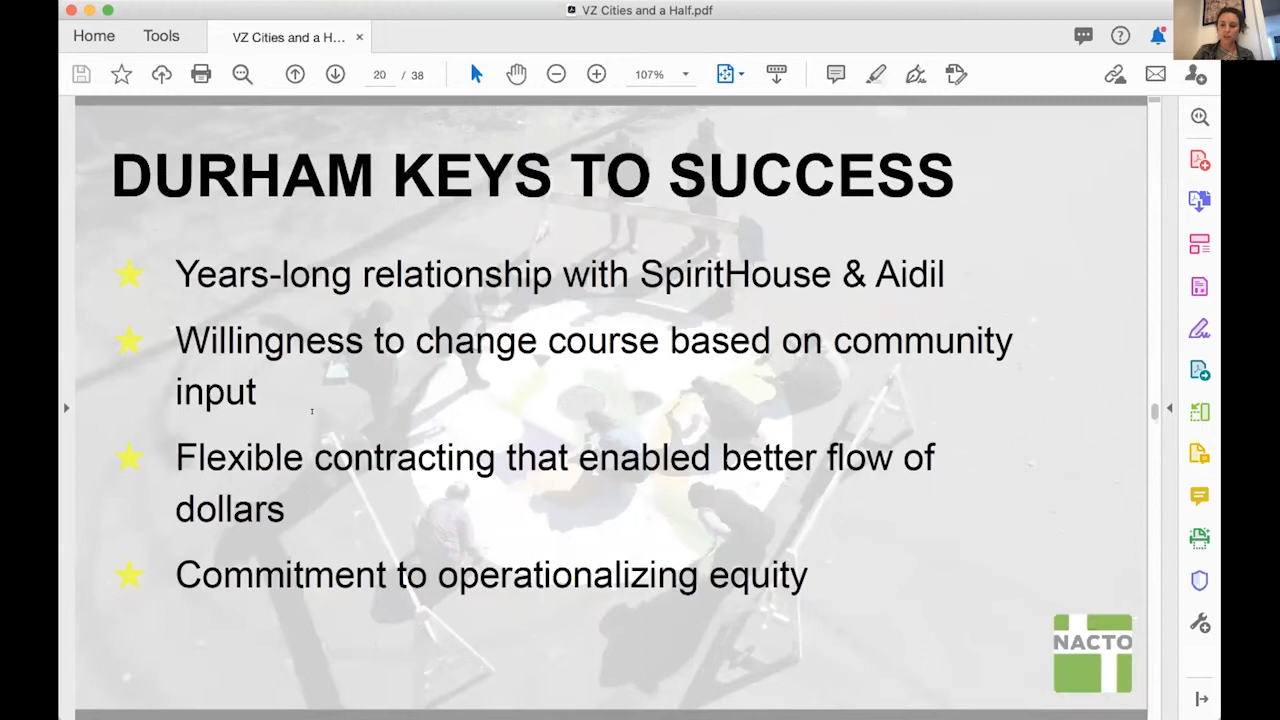 VZ Cities and a Half.pdf
Home
Tools
VZ Cities and a H... ×
20 / 38
107%
DURHAM KEYS TO SUCCESS
Years-long relationship with SpiritHouse & Aidil
Willingness to change course based on community
input
Flexible contracting that enabled better flow of
dollars
Commitment to operationalizing equity
NACTO